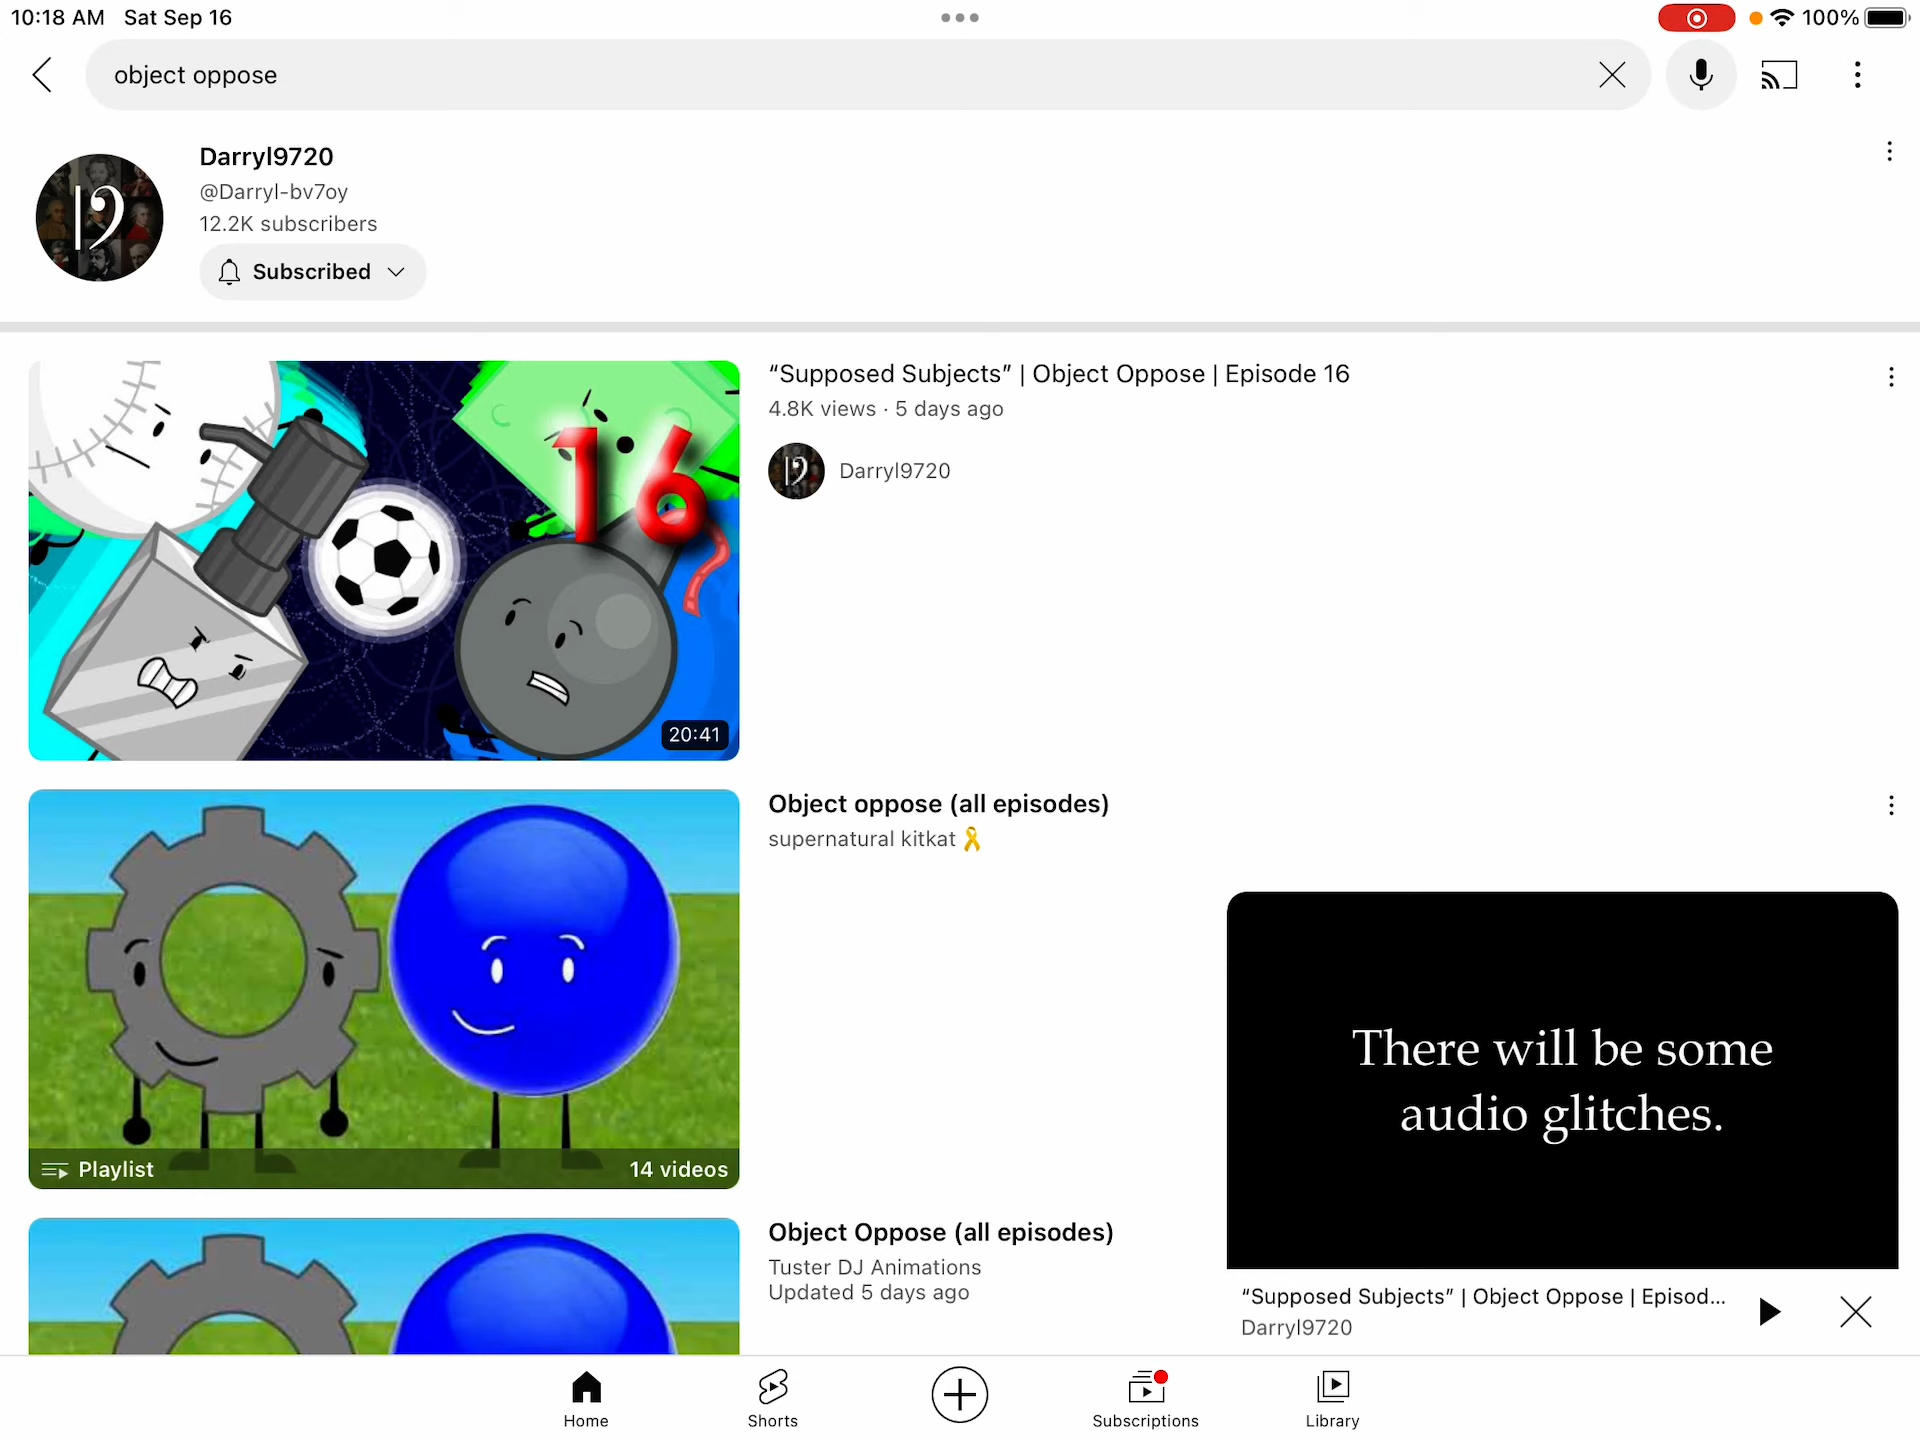 10:18 AM Sat Sep 16
100%
object oppose
Darryl9720
@Darryl-bv7oy
12.2K subscribers
Subscribed
16
20:41
“Supposed Subjects” | Object Oppose | Episode 16
4.8K views · 5 days ago
Darryl9720
Playlist
14 videos
Object oppose (all episodes)
supernatural kitkat 🎗️
Object Oppose (all episodes)
Tuster DJ Animations
Updated 5 days ago
There will be some
audio glitches.
“Supposed Subjects” | Object Oppose | Episod...
Darryl9720
Home
Shorts
Subscriptions
Library